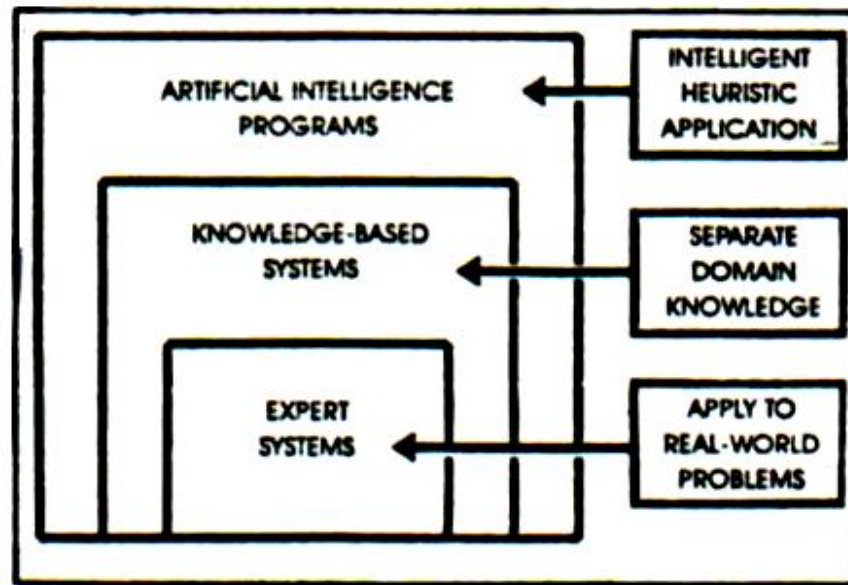 ARTIFICIAL INTELLIGENCE
PROGRAMS
INTELLIGENT
HEURISTIC
APPLICATION
KNOWLEDGE-BASED
SYSTEMS
SEPARATE
DOMAIN
KNOWLEDGE
EXPERT
SYSTEMS
APPLY TO
REAL-WORLD
PROBLEMS